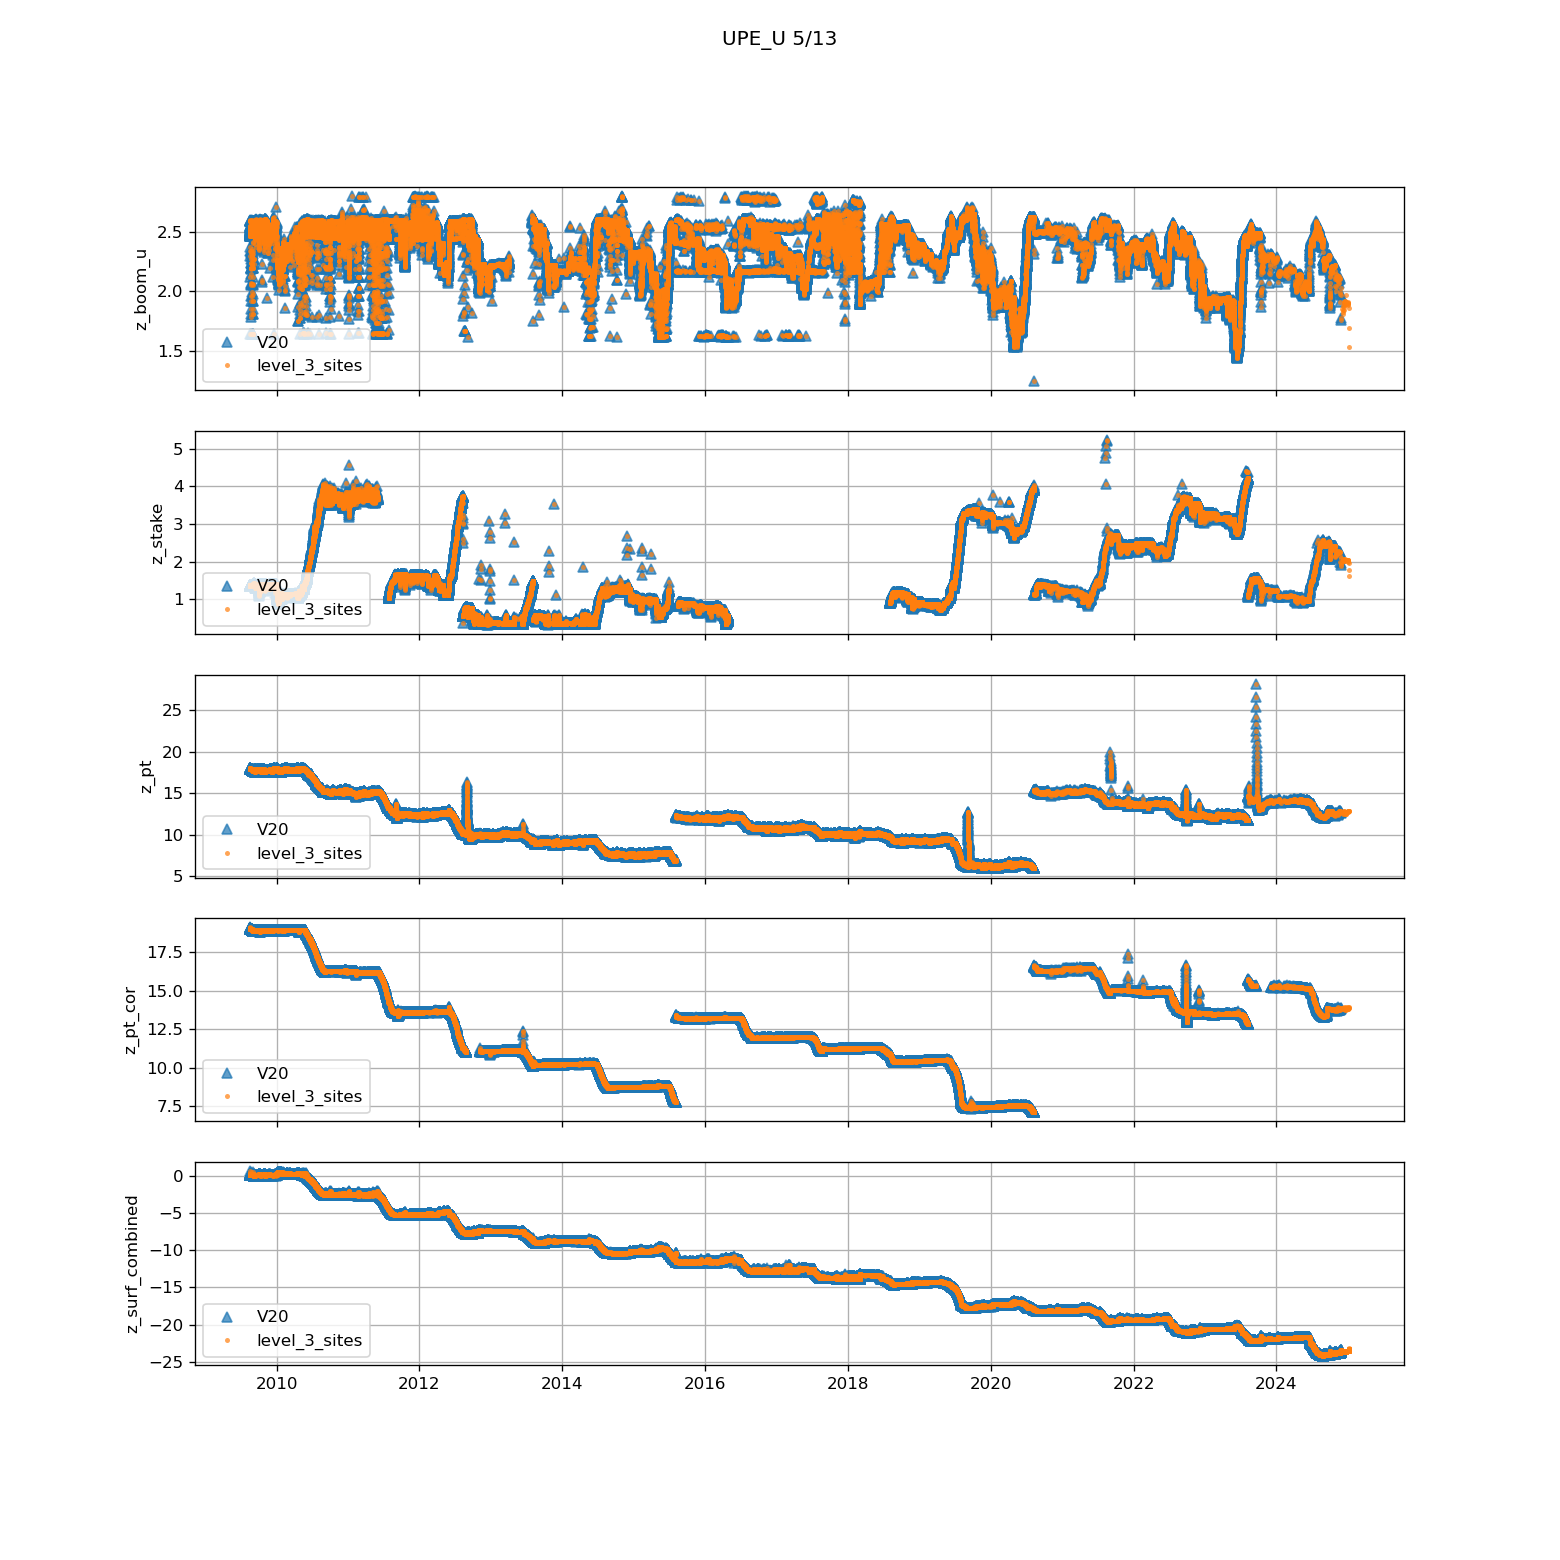 UPE_U 5/13
z_boom_u
2.5
2.0
1.5
V20
level_3_sites
z_stake
5
4
3
2
1
V20
level_3_sites
z_pt
25
20
15
10
5
V20
level_3_sites
z_pt_cor
17.5
15.0
12.5
10.0
7.5
V20
level_3_sites
z_surf_combined
0
−5
−10
−15
−20
−25
V20
level_3_sites
2010 2012 2014 2016 2018 2020 2022 2024